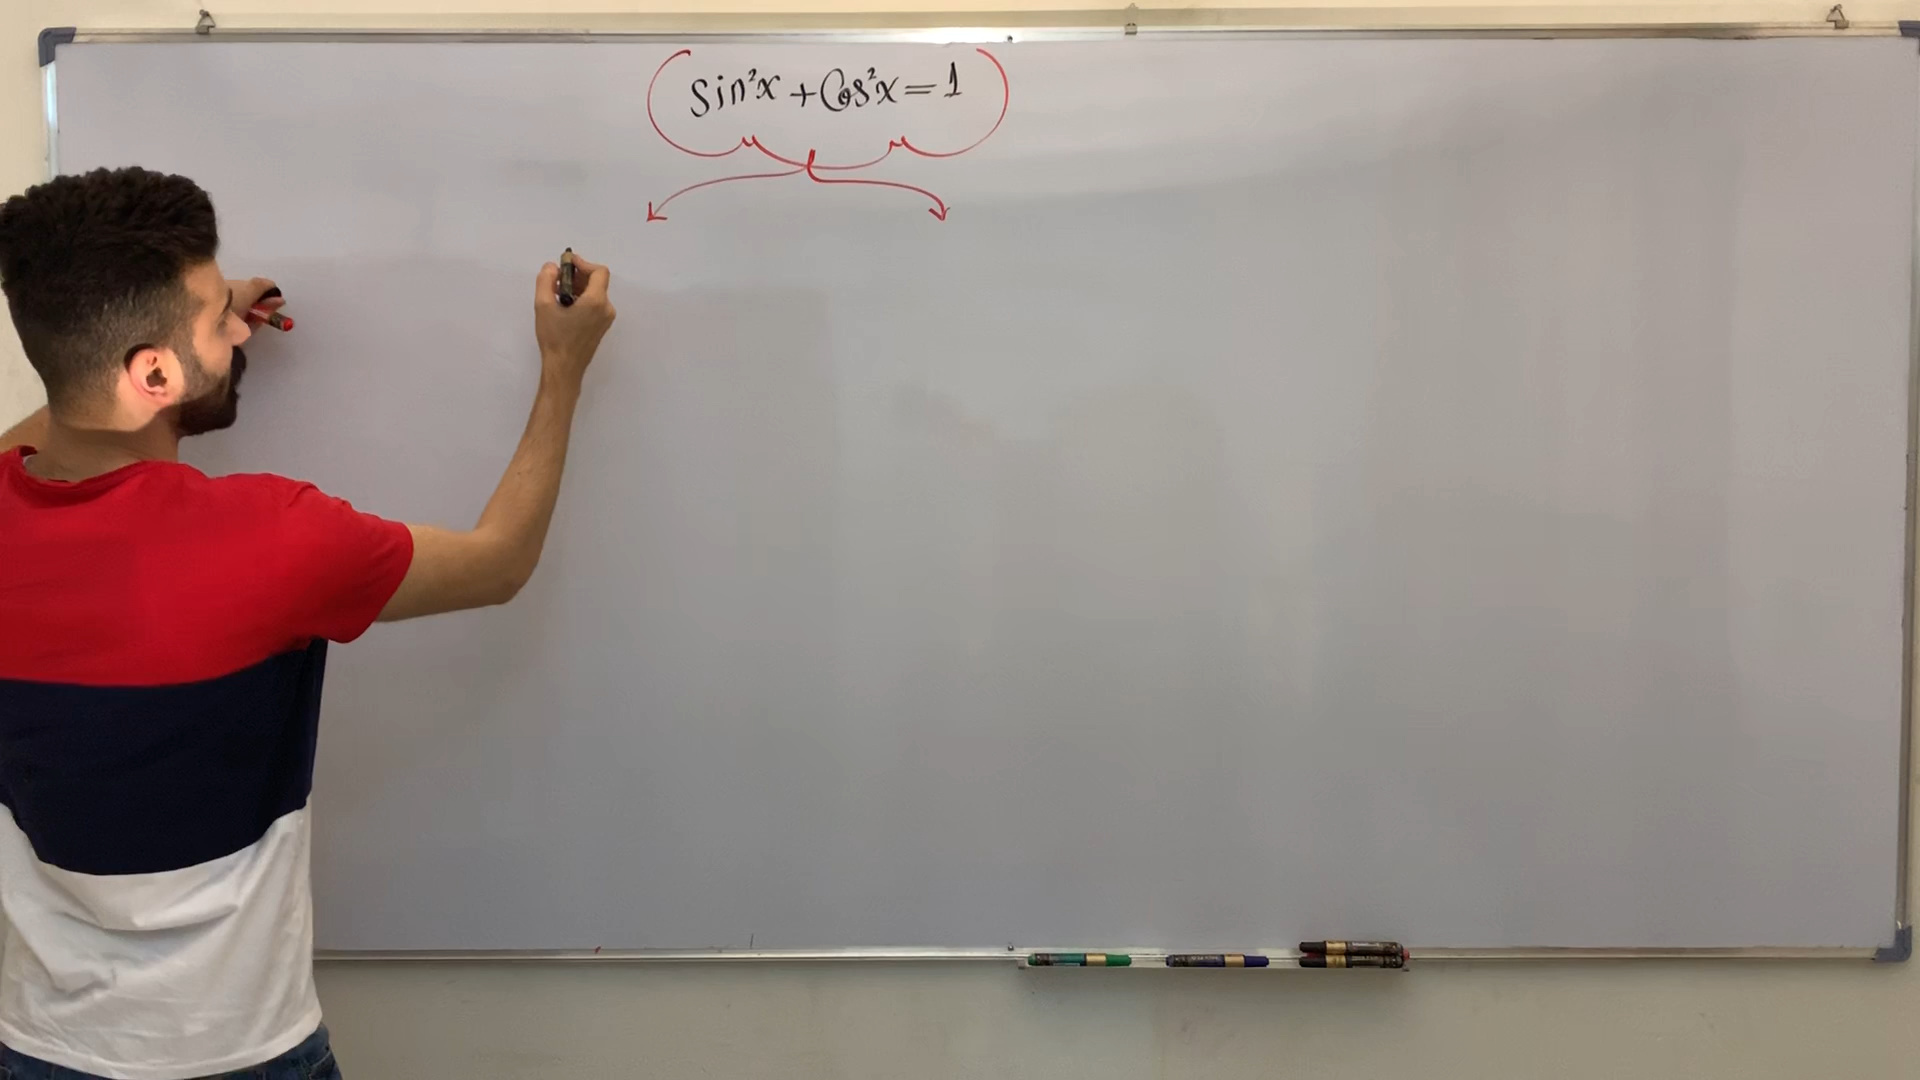 Sin²x + Cos²x = 1